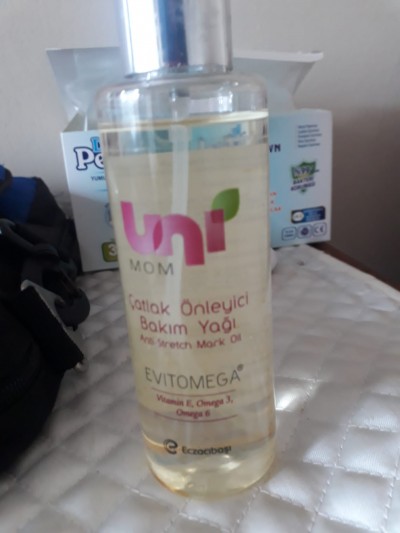 uni
MOM
Çatlak Önleyici
Bakım Yağı
Anti Stretch Mark Oil
EVITOMEGA®
Vitamin E, Omega 3,
Omega 6
Eczacıbaşı